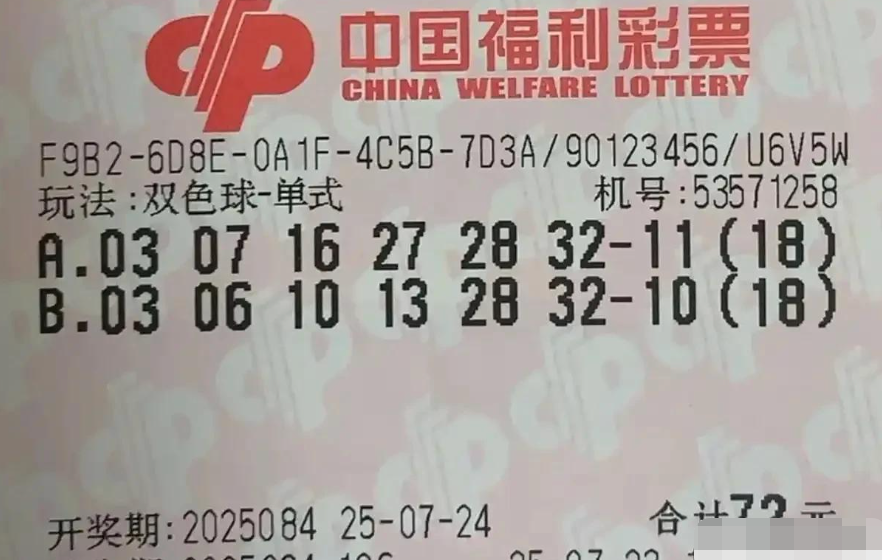 中国福利彩票
CHINA WELFARE LOTTERY
F9B2-6D8E-0A1F-4C5B-7D3A/90123456/U6V5W
玩法:双色球-单式 机号:53571258
A.03 07 16 27 28 32-11(18)
B.03 06 10 13 28 32-10(18)
开奖期:2025084 25-07-24 合计72元